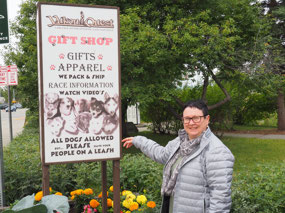 Yukon Quest
GIFT SHOP
GIFTS
APPAREL
WE PACK & SHIP
RACE INFORMATION
WATCH VIDEO'S
ALL DOGS ALLOWED
BUT PLEASE
PEOPLE ON A LEASH